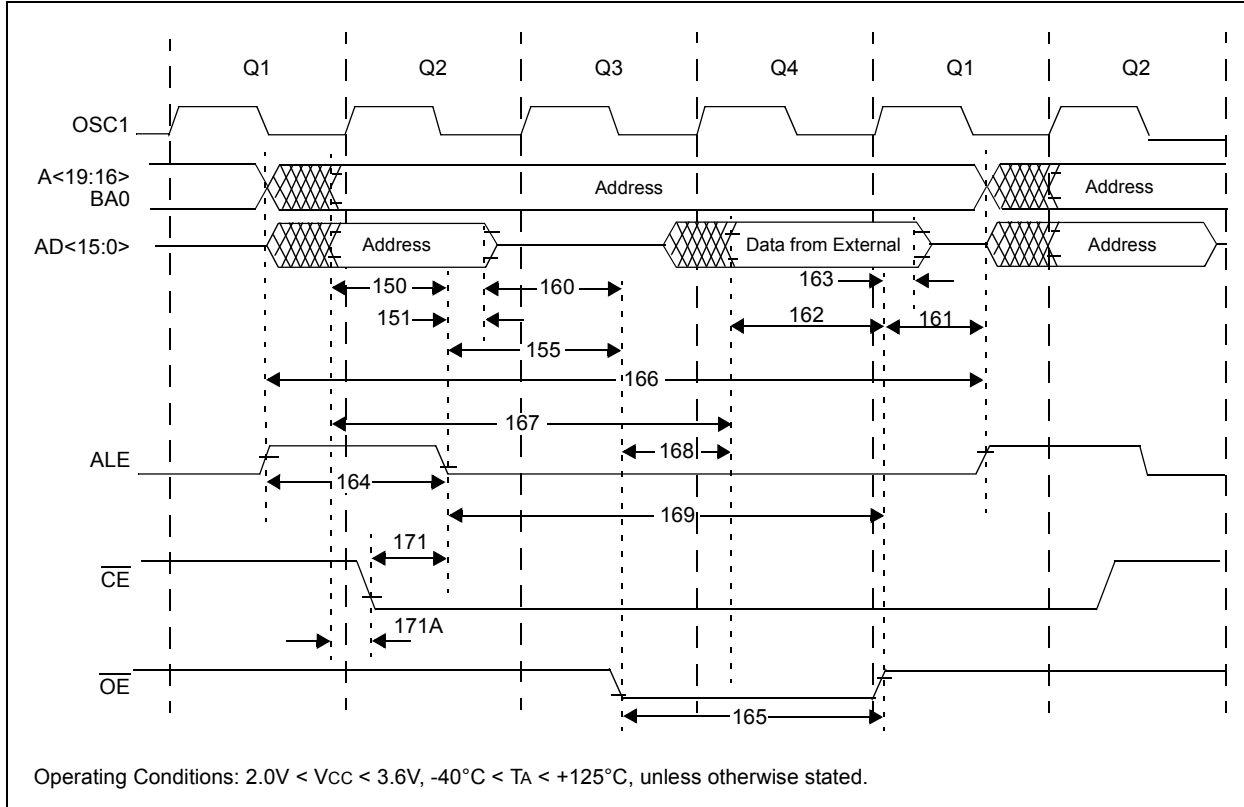 Q1 Q2 Q3 Q4 Q1 Q2
OSC1
A<19:16>
BA0
Address Address
AD<15:0>
Address Data from External Address
150 160 163
151 162 161
155
166
167
168
ALE
164
169
171
CE
171A
OE
165
Operating Conditions: 2.0V < VCC < 3.6V, -40°C < TA < +125°C, unless otherwise stated.